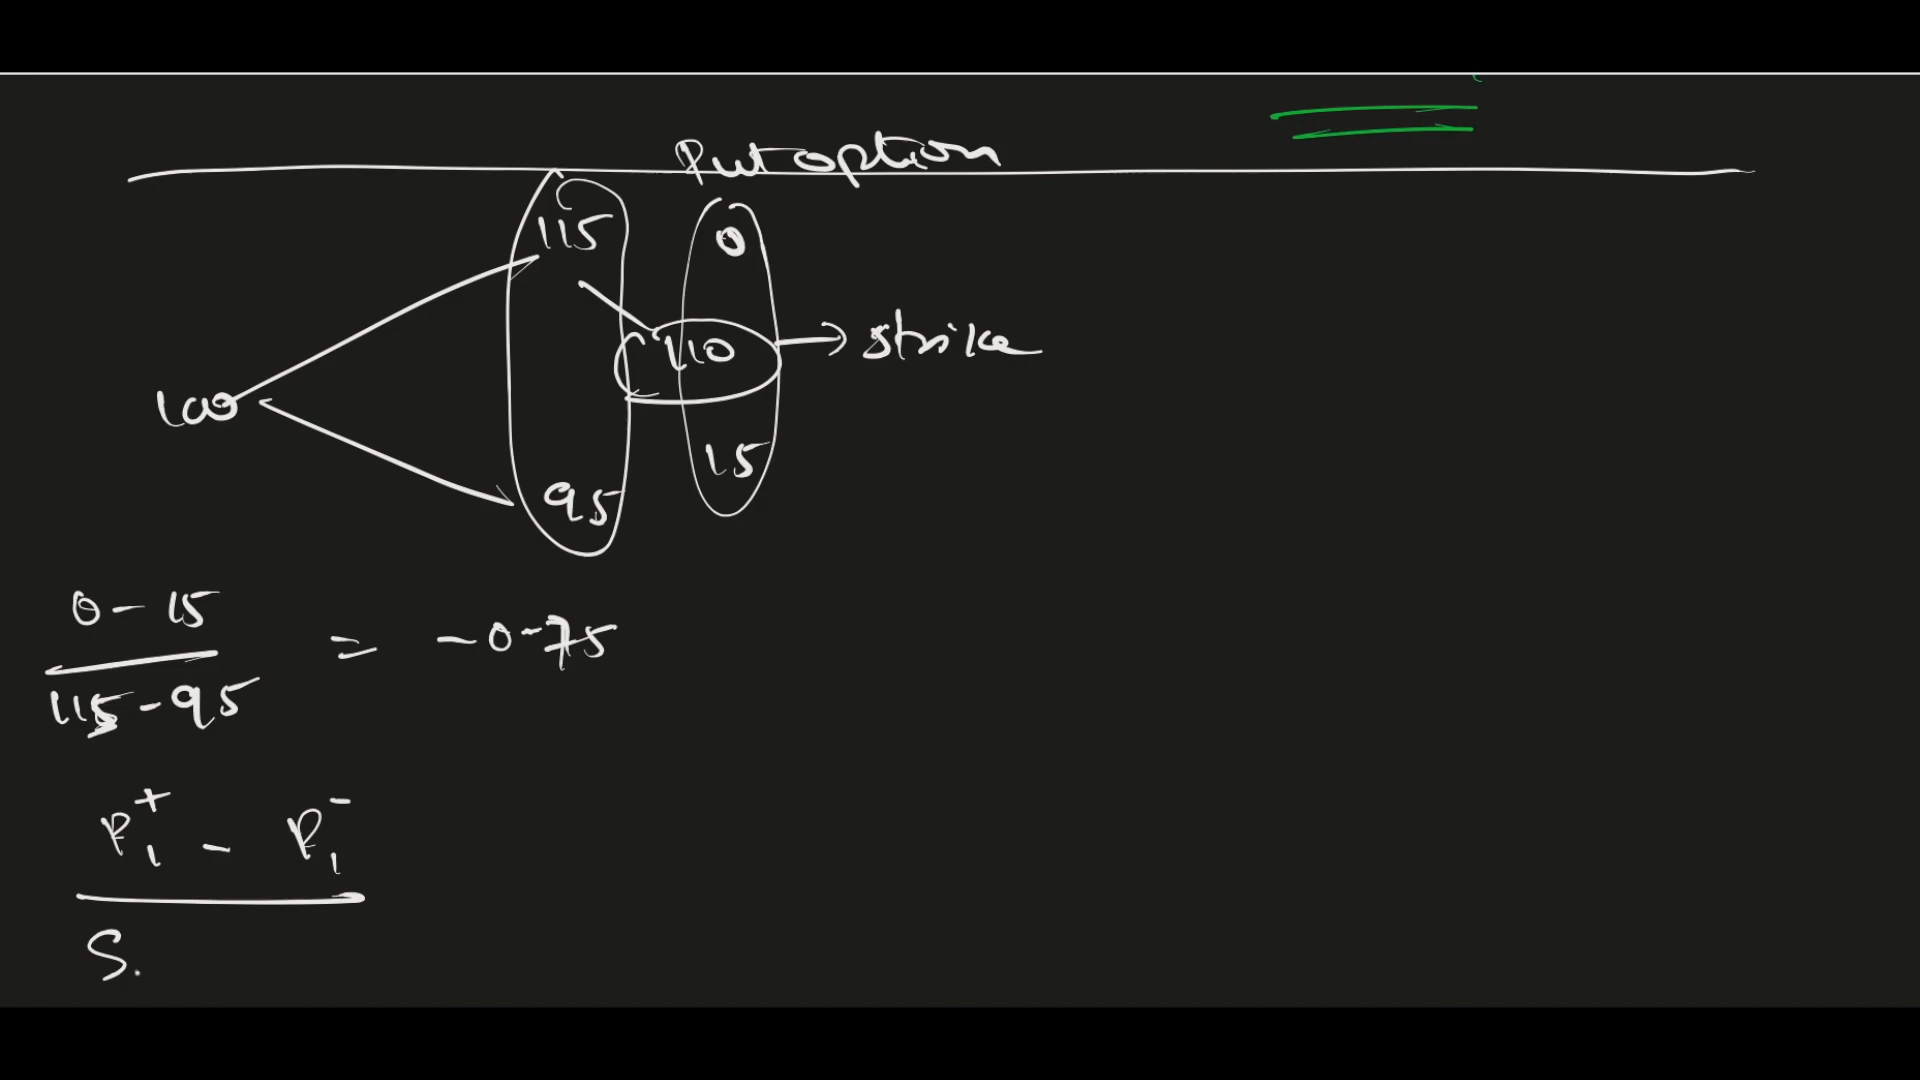 Put option
115
0
110 → strike
100
15
95
0 - 15
= -0.75
115 - 95
P₁⁺ - P₁⁻
S.